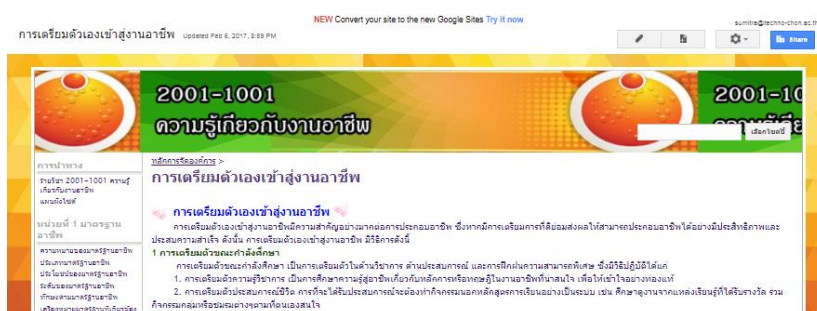 NEW Convert your site to the new Google Sites Try it now
sumitra@techno-chon.ac.th
การเตรียมตัวเองเข้าสู่งานอาชีพ Updated Feb 6, 2017, 3:59 PM
Share
2001-1001
ความรู้เกี่ยวกับงานอาชีพ
2001-10
เลือกไซต์นี้
การนำทาง
รายวิชา 2001-1001 ความรู้
เกี่ยวกับงานอาชีพ
แผนผังไซต์
หน่วยที่ 1 มาตรฐาน
อาชีพ
ความหมายของมาตรฐานอาชีพ
ประเภทมาตรฐานอาชีพ
ประโยชน์ของมาตรฐานอาชีพ
ระดับของมาตรฐานอาชีพ
ทักษะตามมาตรฐานอาชีพ
เครื่องหมายมาตรฐานที่เกี่ยวข้อง
หลักการจัดองค์การ >
การเตรียมตัวเองเข้าสู่งานอาชีพ
การเตรียมตัวเองเข้าสู่งานอาชีพ
การเตรียมตัวเองเข้าสู่งานอาชีพมีความสำคัญอย่างมากต่อการประกอบอาชีพ ซึ่งหากมีการเตรียมการที่ดีย่อมส่งผลให้สามารถประกอบอาชีพได้อย่างมีประสิทธิภาพและ
ประสบความสำเร็จ ดังนั้น การเตรียมตัวเองเข้าสู่งานอาชีพ มีวิธีการดังนี้
1 การเตรียมตัวขณะกำลังศึกษา
การเตรียมตัวขณะกำลังศึกษา เป็นการเตรียมตัวในด้านวิชาการ ด้านประสบการณ์ และการฝึกฝนความสามารถพิเศษ ซึ่งมีวิธีปฏิบัติได้แก่
1. การเตรียมความรู้วิชาการ เป็นการศึกษาความรู้สู่อาชีพเกี่ยวกับหลักการหรือทฤษฎีในงานอาชีพที่น่าสนใจ เพื่อให้เข้าใจอย่างท่องแท้
2. การเตรียมตัวประสบการณ์ชีวิต การที่จะได้รับประสบการณ์จะต้องทำกิจกรรมนอกหลักสูตรการเรียนอย่างเป็นระบบ เช่น ศึกษาดูงานจากแหล่งเรียนรู้ที่ได้รับรางวัล ร่วม
กิจกรรมกลุ่มหรือชมรมต่างๆตามที่ตนเองสนใจ